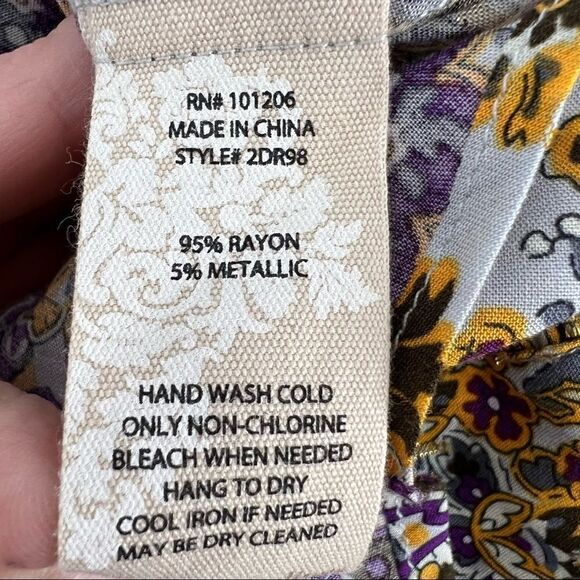 RN# 101206
MADE IN CHINA
STYLE# 2DR98
95% RAYON
5% METALLIC
HAND WASH COLD
ONLY NON-CHLORINE
BLEACH WHEN NEEDED
HANG TO DRY
COOL IRON IF NEEDED
MAY BE DRY CLEANED